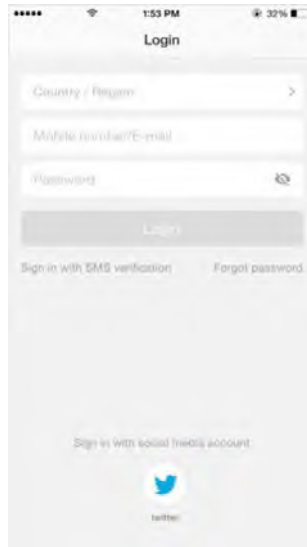 1:53 PM
32%
Login
Country / Region
Mobile number/E-mail
Password
Login
Sign in with SMS verification
Forgot password
Sign in with social media account
twitter